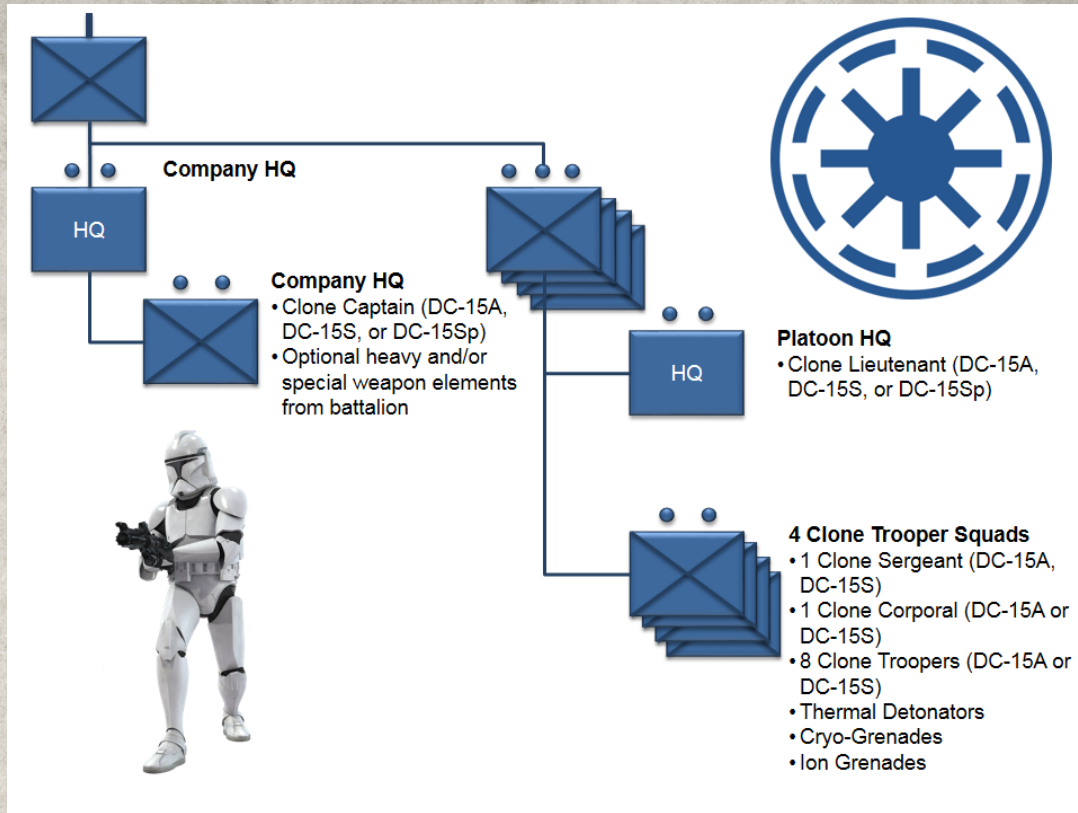 Company HQ
HQ
Company HQ
• Clone Captain (DC-15A,
DC-15S, or DC-15Sp)
• Optional heavy and/or
special weapon elements
from battalion
Platoon HQ
• Clone Lieutenant (DC-15A,
DC-15S, or DC-15Sp)
HQ
4 Clone Trooper Squads
• 1 Clone Sergeant (DC-15A,
DC-15S)
• 1 Clone Corporal (DC-15A or
DC-15S)
• 8 Clone Troopers (DC-15A or
DC-15S)
• Thermal Detonators
• Cryo-Grenades
• Ion Grenades